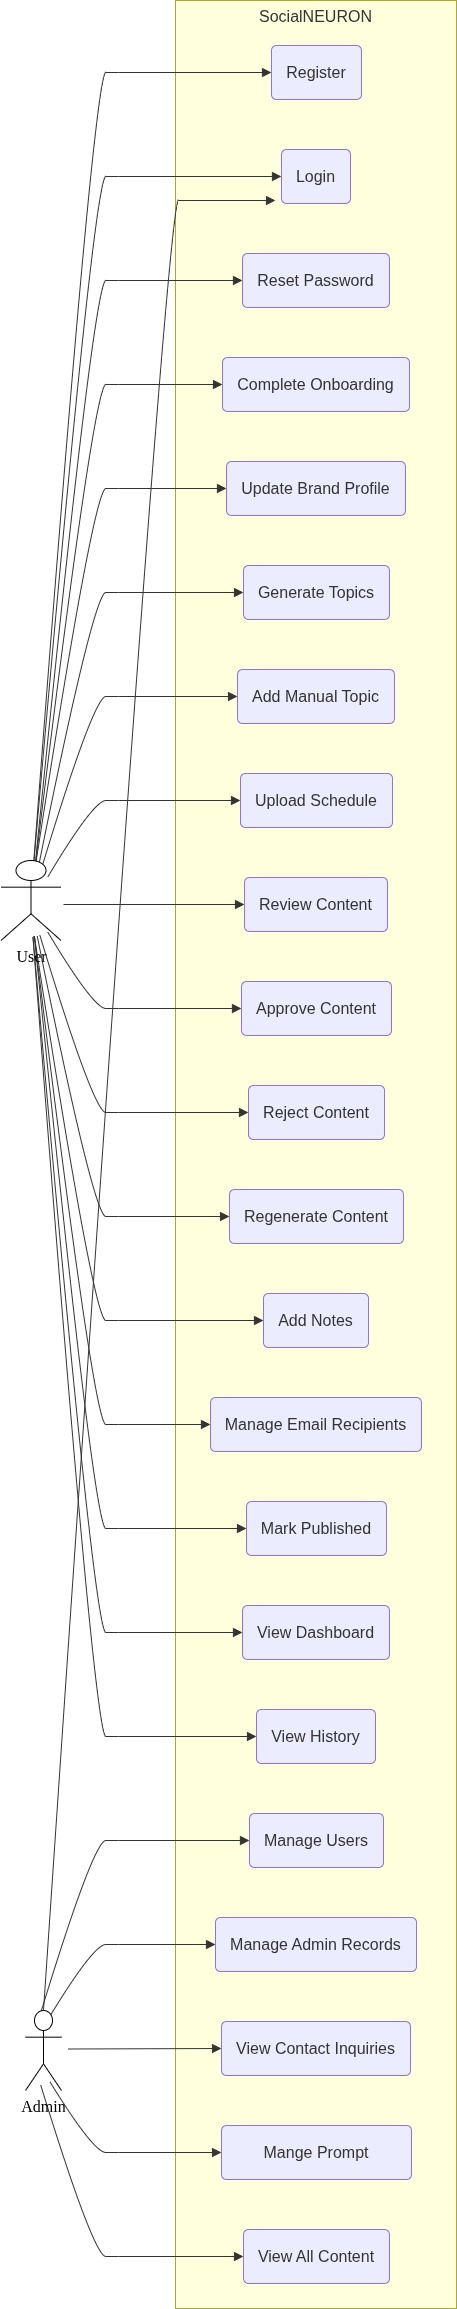 SocialNEURON
Register
Login
Reset Password
Complete Onboarding
Update Brand Profile
Generate Topics
Add Manual Topic
Upload Schedule
Review Content
User
Approve Content
Reject Content
Regenerate Content
Add Notes
Manage Email Recipients
Mark Published
View Dashboard
View History
Manage Users
Manage Admin Records
View Contact Inquiries
Admin
Mange Prompt
View All Content